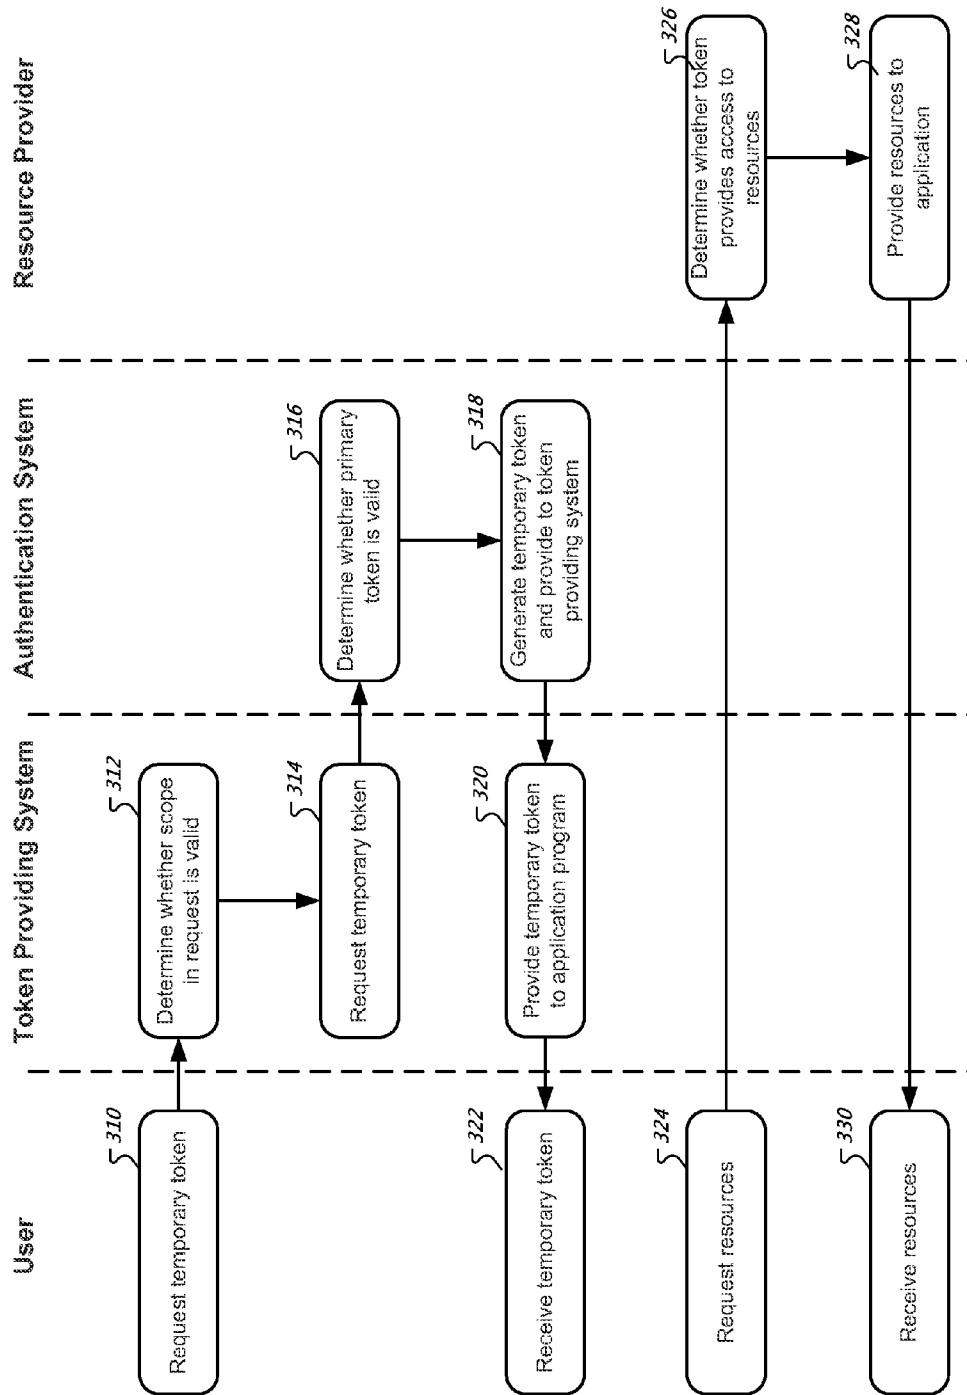 User
Token Providing System
Authentication System
Resource Provider
310
Request temporary token
312
Determine whether scope
in request is valid
314
Request temporary token
316
Determine whether primary
token is valid
318
Generate temporary token
and provide to token
providing system
320
Provide temporary token
to application program
322
Receive temporary token
324
Request resources
326
Determine whether token
provides access to
resources
328
Provide resources to
application
330
Receive resources